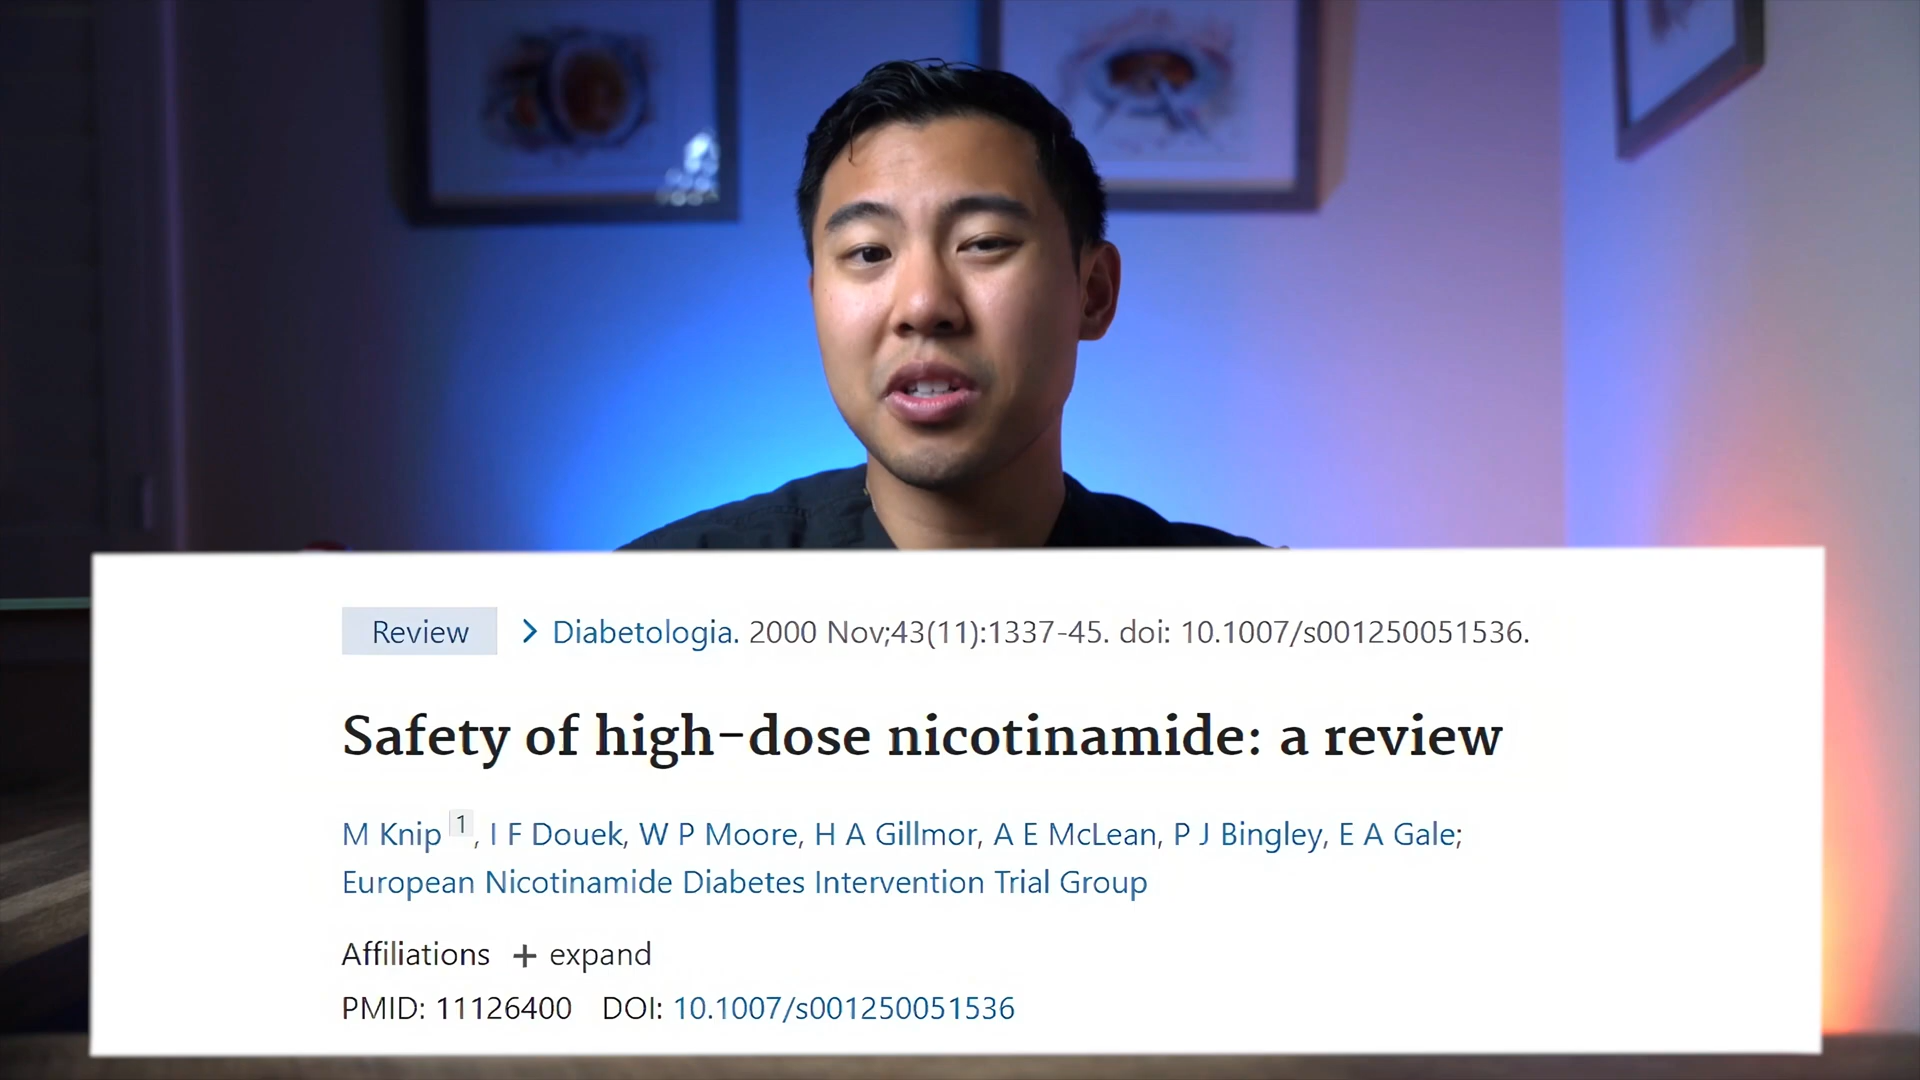 Review > Diabetologia. 2000 Nov;43(11):1337-45. doi: 10.1007/s001250051536.
Safety of high-dose nicotinamide: a review
M Knip 1, I F Douek, W P Moore, H A Gillmor, A E McLean, P J Bingley, E A Gale;
European Nicotinamide Diabetes Intervention Trial Group
Affiliations + expand
PMID: 11126400 DOI: 10.1007/s001250051536